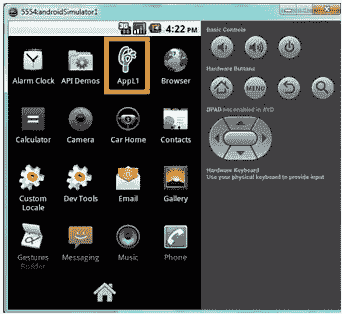 5554:androidSimulator1
3G
4:22 PM
Alarm Clock
API Demos
AppL1
Browser
Calculator
Camera
Car Home
Contacts
Custom Locale
Dev Tools
Email
Gallery
Gestures Builder
Messaging
Music
Phone
Basic Controls
Hardware Buttons
MENU
DPAD not enabled in AVD
Hardware Keyboard
Use your physical keyboard to provide input